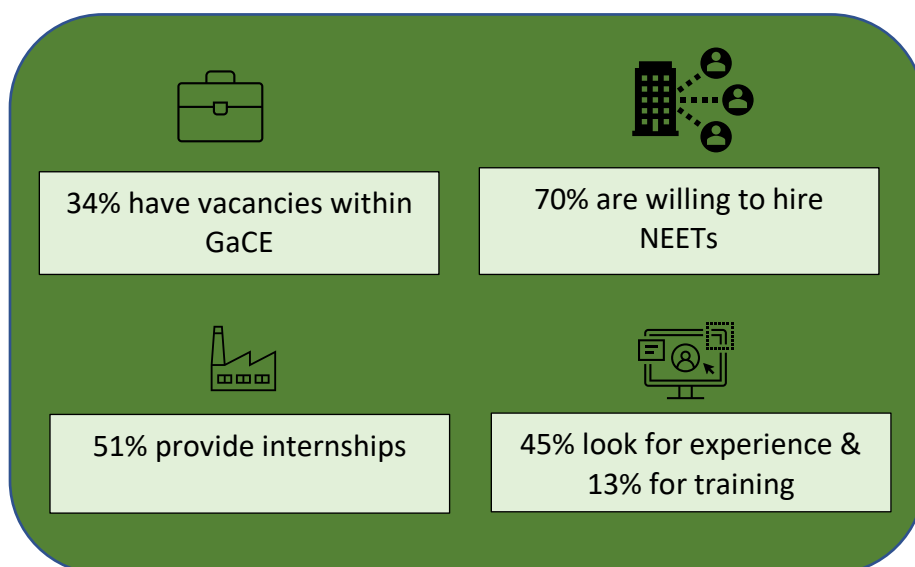 34% have vacancies within
GaCE
70% are willing to hire
NEETs
51% provide internships
45% look for experience &
13% for training